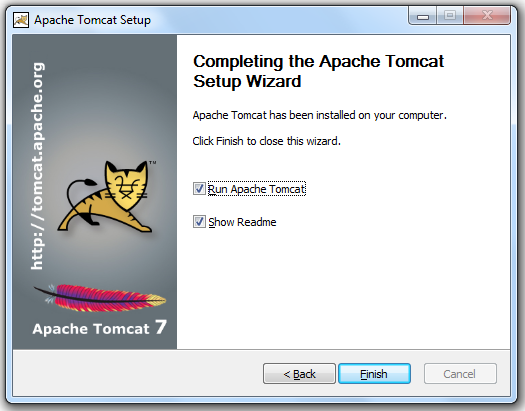 Apache Tomcat Setup
http://tomcat.apache.org
TM
Apache Tomcat 7
Completing the Apache Tomcat
Setup Wizard
Apache Tomcat has been installed on your computer.
Click Finish to close this wizard.
Run Apache Tomcat
Show Readme
< Back
Finish
Cancel